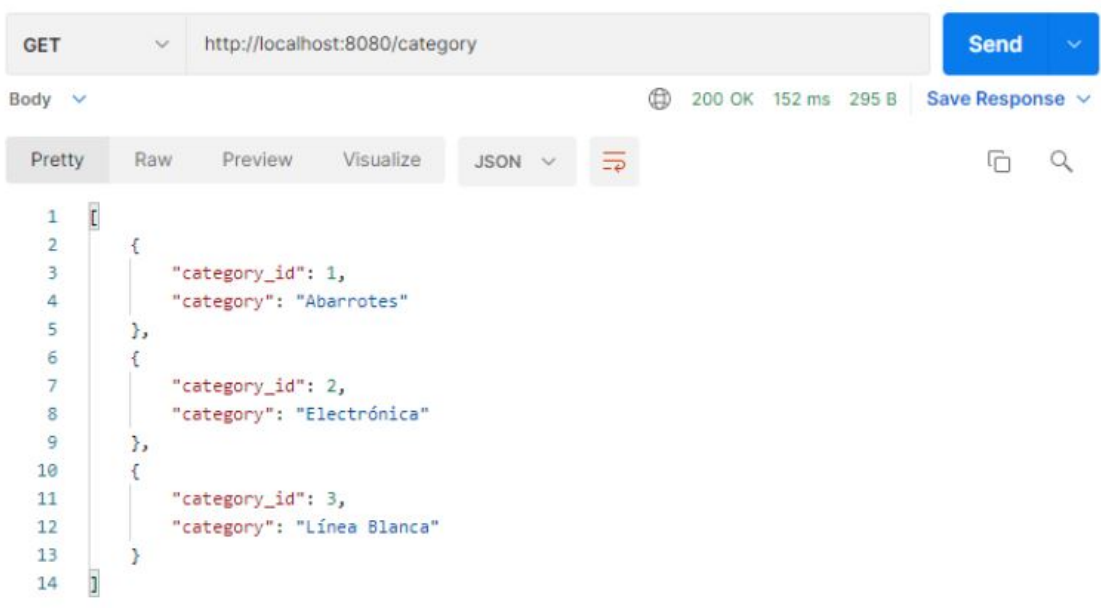 GET http://localhost:8080/category Send
Body 200 OK 152 ms 295 B Save Response
Pretty Raw Preview Visualize JSON
1 [
2 {
3 "category_id": 1,
4 "category": "Abarrotes"
5 },
6 {
7 "category_id": 2,
8 "category": "Electrónica"
9 },
10 {
11 "category_id": 3,
12 "category": "Línea Blanca"
13 }
14 ]